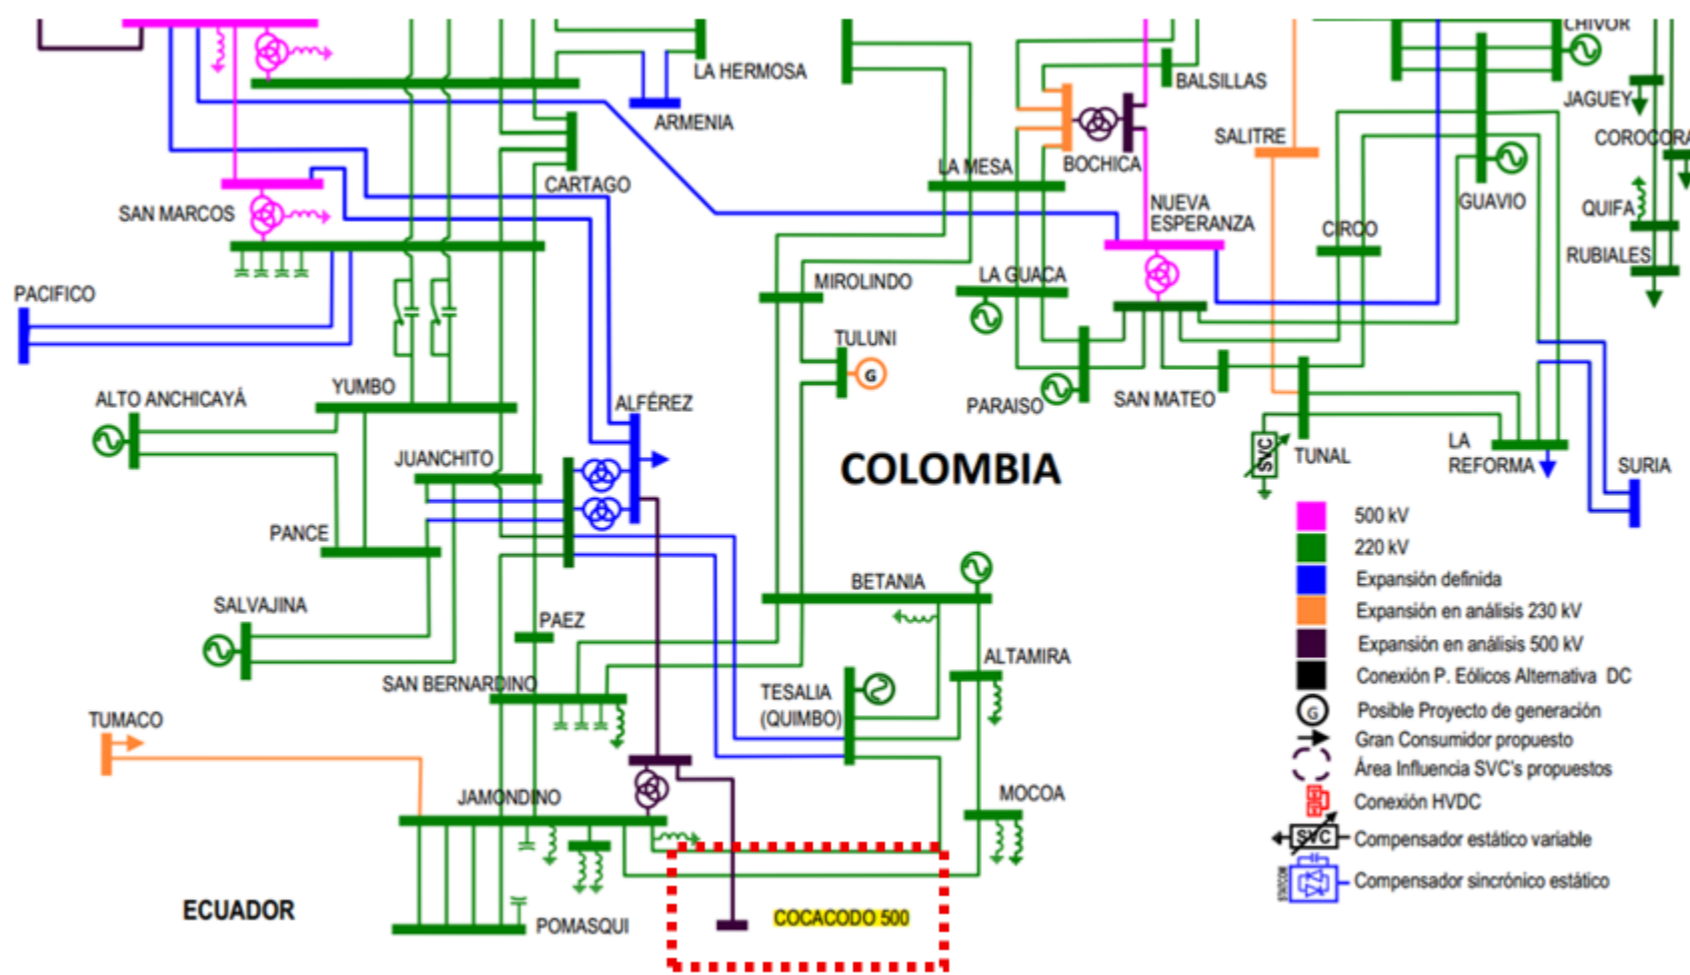 CHIVOR
LA HERMOSA
BALSILLAS
JAGUEY
ARMENIA
SALITRE
COROCORA
BOCHICA
LA MESA
CARTAGO
SAN MARCOS
NUEVA
ESPERANZA
GUAVIO
QUIFA
CIRCO
RUBIALES
PACIFICO
MIROLINDO
LA GUACA
TULUNI
G
YUMBO
ALTO ANCHICAYÁ
ALFÉREZ
PARAISO
SAN MATEO
JUANCHITO
COLOMBIA
SVC
TUNAL
LA
REFORMA
SURIA
PANCE
500 kV
220 kV
Expansión definida
Expansión en análisis 230 kV
Expansión en análisis 500 kV
Conexión P. Eólicos Alternativa DC
G
Posible Proyecto de generación
Gran Consumidor propuesto
Área Influencia SVC's propuestos
Conexión HVDC
SVC
Compensador estático variable
STATCOM
Compensador sincrónico estático
BETANIA
SALVAJINA
PAEZ
SAN BERNARDINO
ALTAMIRA
TESALIA
(QUIMBO)
TUMACO
JAMONDINO
MOCOA
ECUADOR
POMASQUI
COCACODO 500